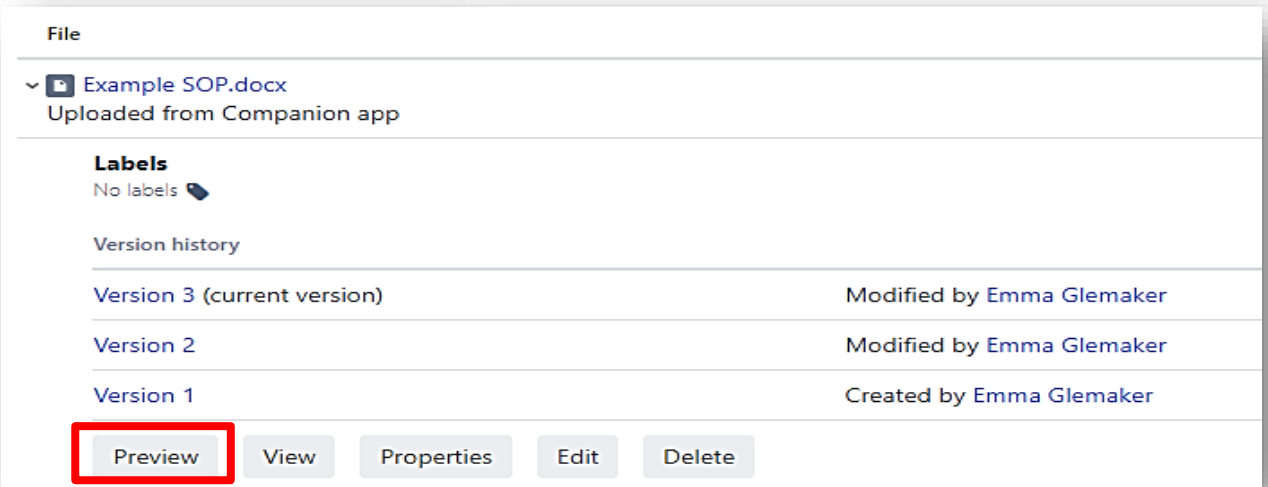 File
Example SOP.docx
Uploaded from Companion app
Labels
No labels
Version history
Version 3 (current version) Modified by Emma Glemaker
Version 2 Modified by Emma Glemaker
Version 1 Created by Emma Glemaker
Preview View Properties Edit Delete